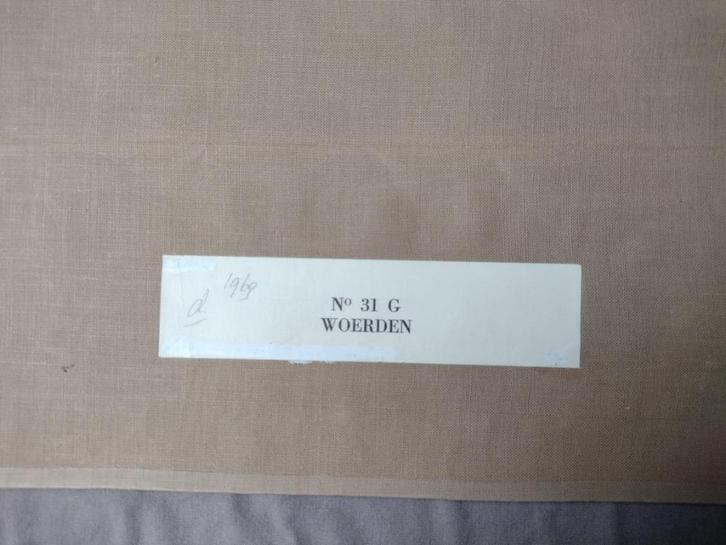 1969
d.
Nº 31 G
WOERDEN